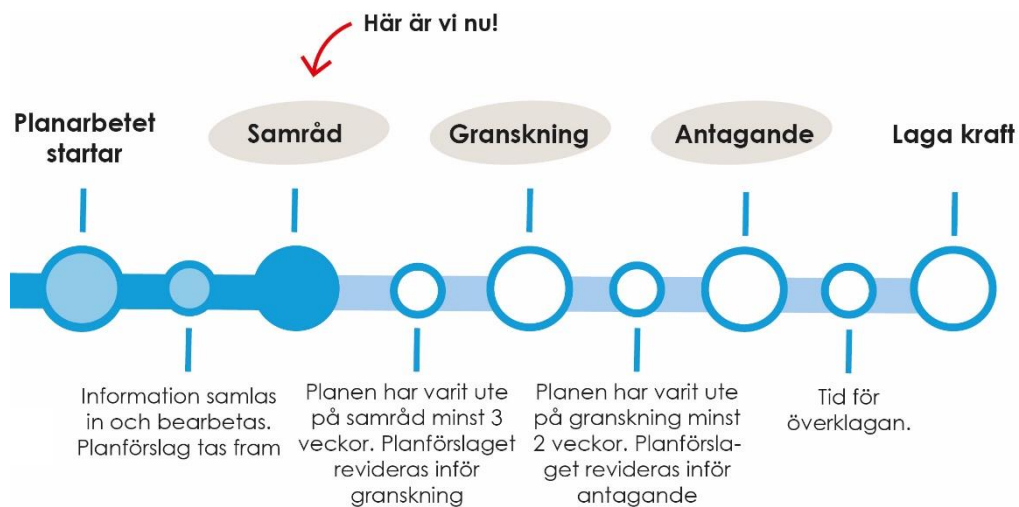 Här är vi nu!
Planarbetet
startar
Samråd
Granskning
Antagande
Laga kraft
Information samlas
in och bearbetas.
Planförslag tas fram
Planen har varit ute
på samråd minst 3
veckor. Planförslaget
revideras inför
granskning
Planen har varit ute
på granskning minst
2 veckor. Planförsla-
get revideras inför
antagande
Tid för
överklagan.